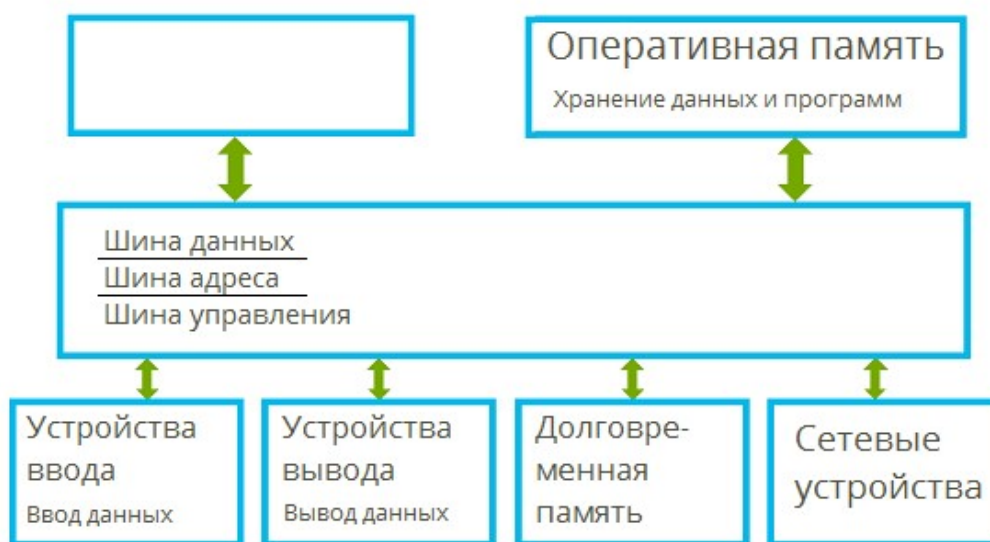 Оперативная память
Хранение данных и программ
Шина данных
Шина адреса
Шина управления
Устройства
ввода
Ввод данных
Устройства
вывода
Вывод данных
Долговре-
менная
память
Сетевые
устройства